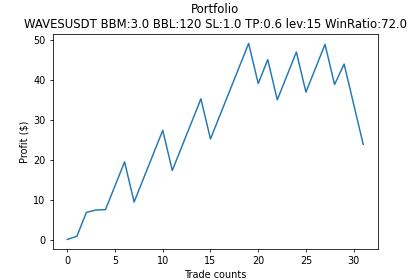 Portfolio
WAVESUSDT BBM:3.0 BBL:120 SL:1.0 TP:0.6 lev:15 WinRatio:72.0
50
40
30
20
10
0
Profit ($)
0 5 10 15 20 25 30
Trade counts